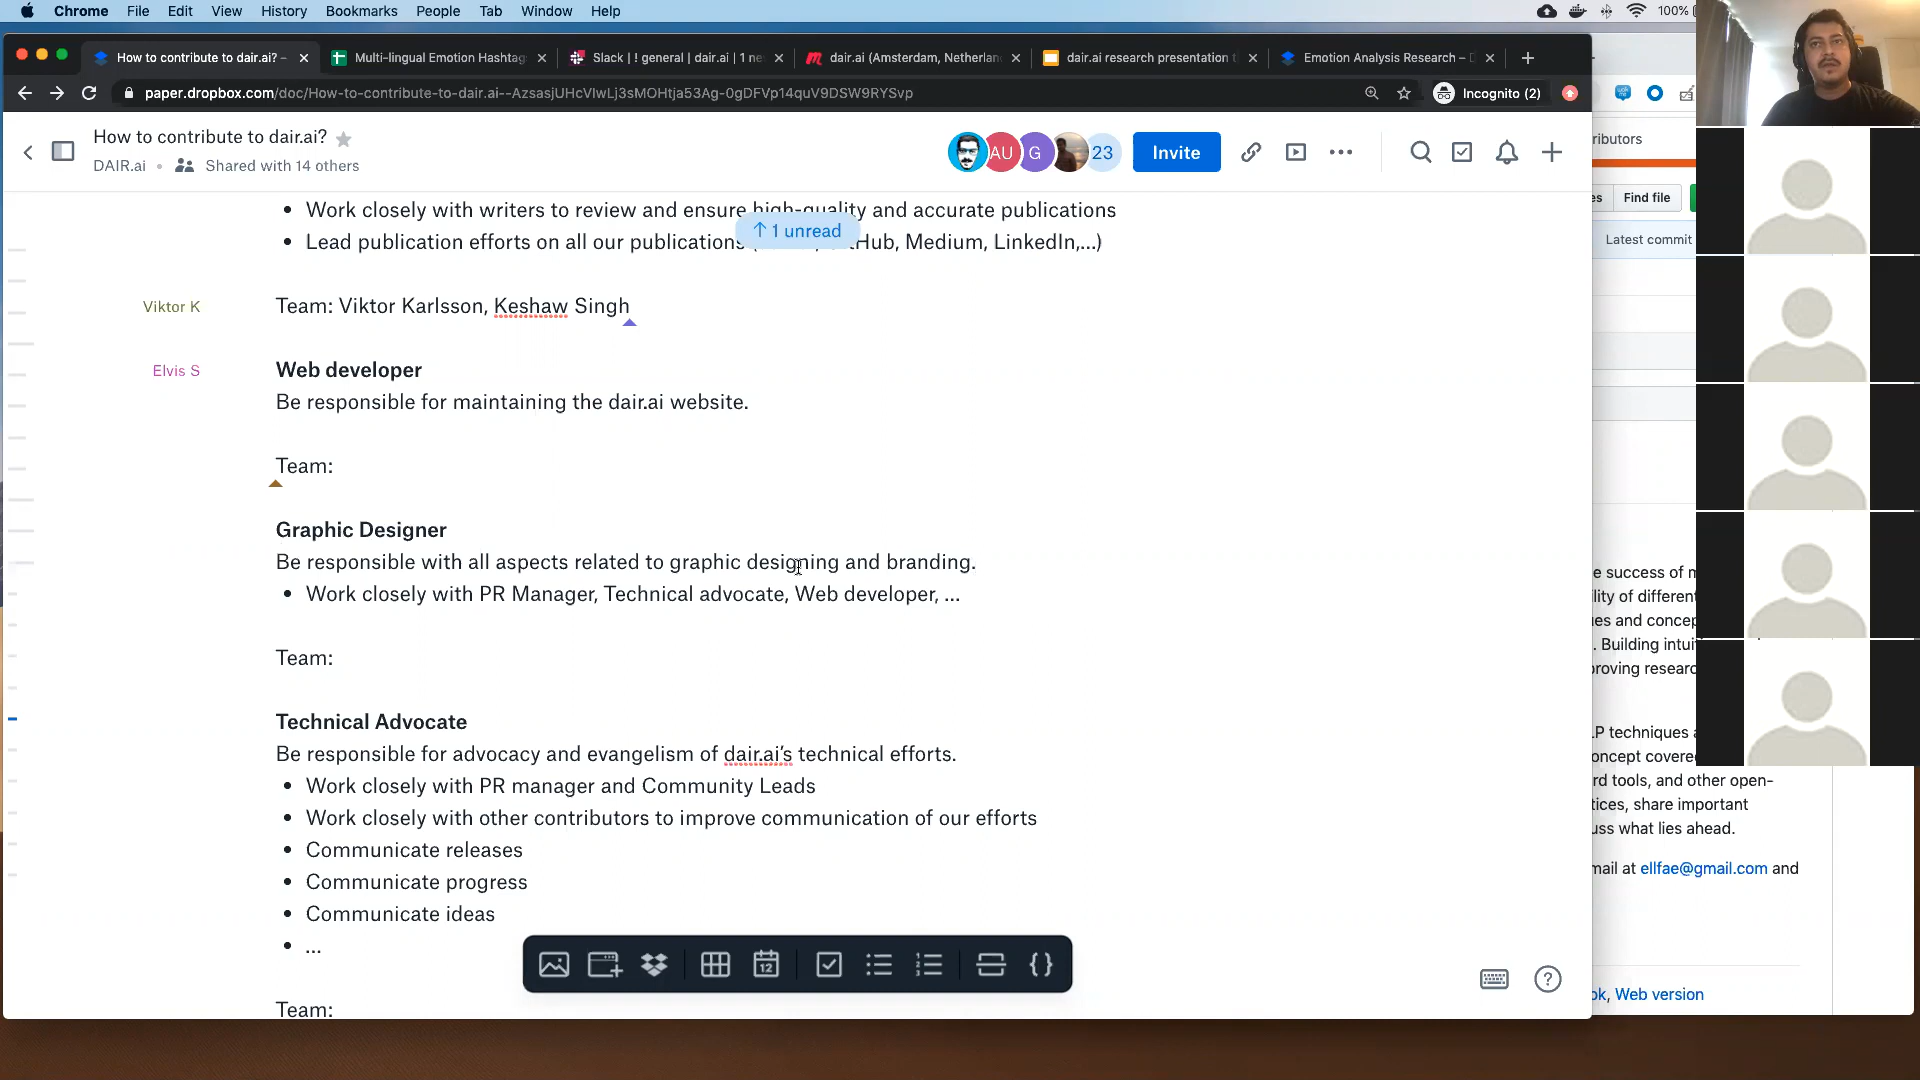 Chrome File Edit View History Bookmarks People Tab Window Help 100%
How to contribute to dair.ai? – Multi-lingual Emotion Hashtag Slack | ! general | dair.ai | 1 ne dair.ai (Amsterdam, Netherlan dair.ai research presentation t Emotion Analysis Research –
paper.dropbox.com/doc/How-to-contribute-to-dair.ai--AzsasjUHcVIwLj3sMOHtja53Ag-0gDFVp14quV9DSW9RYSvp Incognito (2)
How to contribute to dair.ai?
DAIR.ai • Shared with 14 others
AU G 23 Invite
ributors
es Find file
Latest commit
Work closely with writers to review and ensure high-quality and accurate publications
↑ 1 unread
Lead publication efforts on all our publications Hub, Medium, LinkedIn,...)
Viktor K
Team: Viktor Karlsson, Keshaw Singh
Elvis S
Web developer
Be responsible for maintaining the dair.ai website.
Team:
Graphic Designer
Be responsible with all aspects related to graphic designing and branding.
• Work closely with PR Manager, Technical advocate, Web developer, ...
Team:
Technical Advocate
Be responsible for advocacy and evangelism of dair.ai's technical efforts.
• Work closely with PR manager and Community Leads
• Work closely with other contributors to improve communication of our efforts
• Communicate releases
• Communicate progress
• Communicate ideas
• ...
Team:
12
e success of m
lity of different
ues and concep
. Building intui
proving researc
LP techniques a
oncept covere
rd tools, and other open-
tices, share important
uss what lies ahead.
mail at ellfae@gmail.com and
ok, Web version